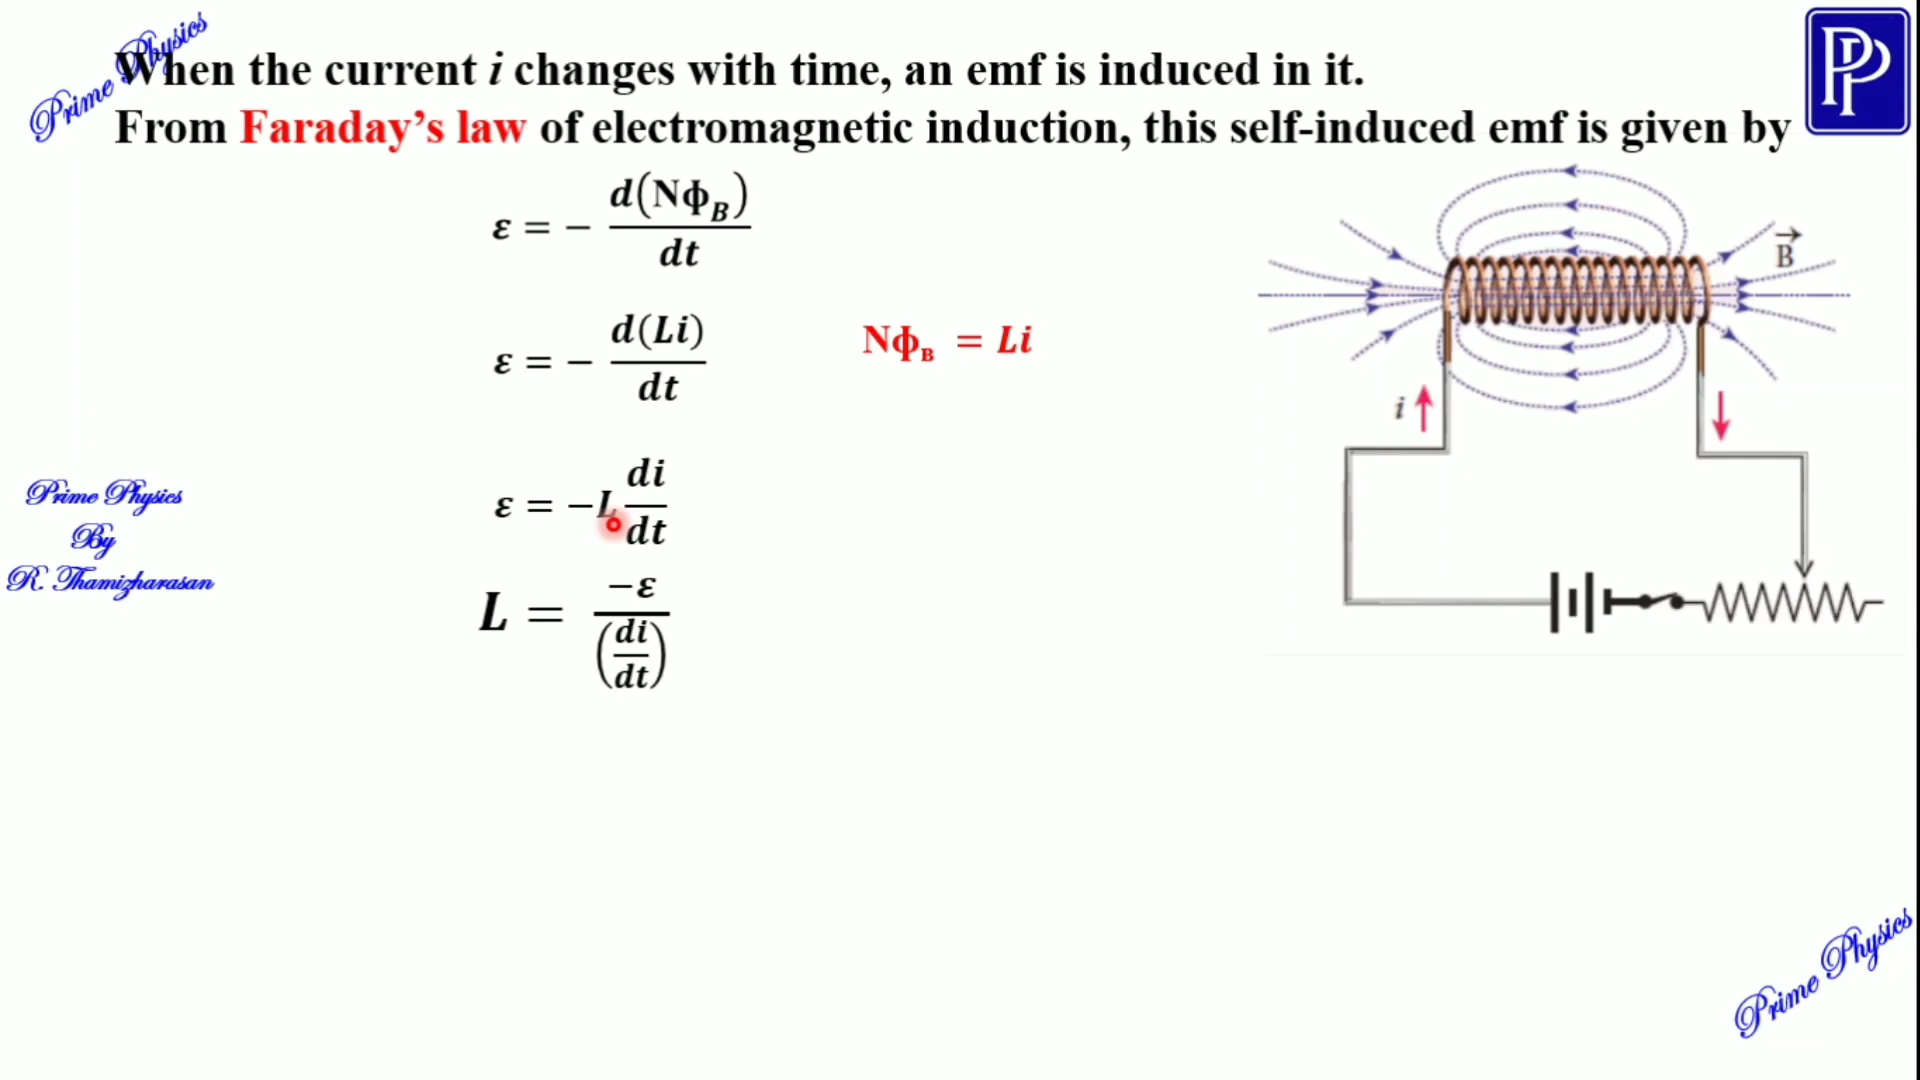 Prime Physics
When the current i changes with time, an emf is induced in it.
From Faraday's law of electromagnetic induction, this self-induced emf is given by
PP
ε = − d(Nϕ_B)/dt
ε = − d(Li)/dt
Nϕ_B = Li
ε = −L di/dt
L = −ε/(di/dt)
B⃗
i
Prime Physics
By
R. Thamizharasan
Prime Physics